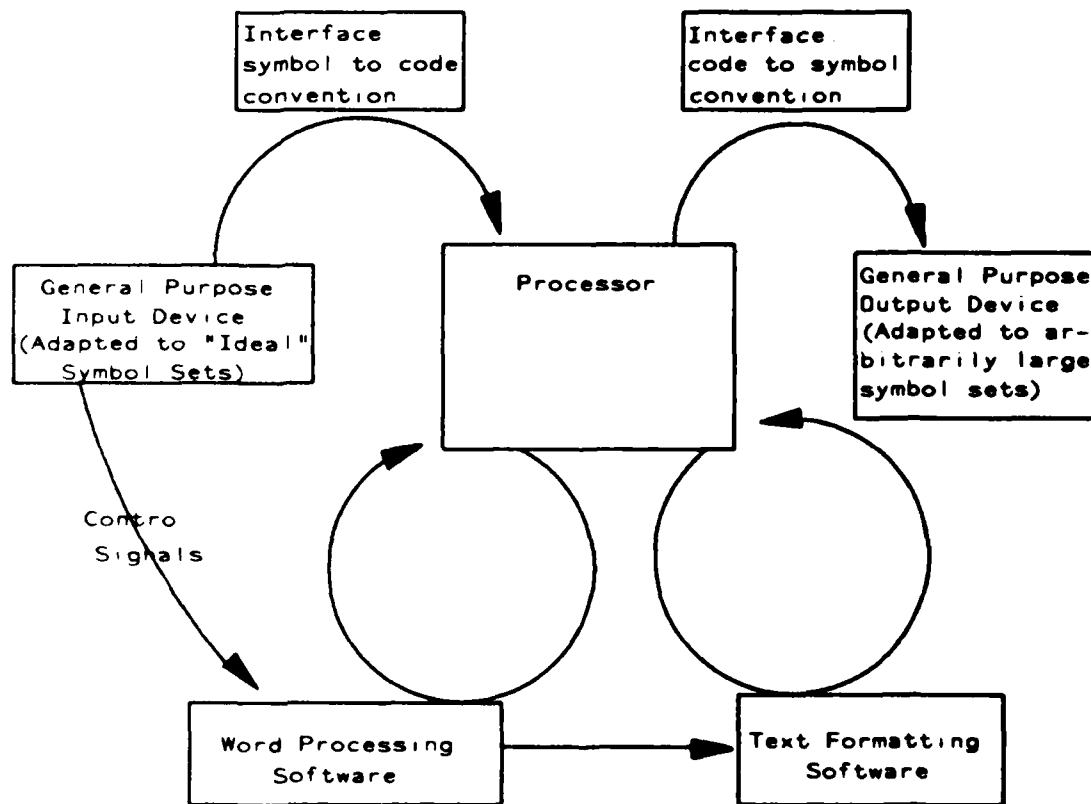 Interface
symbol to code
convention
Interface
code to symbol
convention
General Purpose
Input Device
(Adapted to "Ideal"
Symbol Sets)
Processor
General Purpose
Output Device
(Adapted to ar-
bitrarily large
symbol sets)
Contro
Signals
Word Processing
Software
Text Formatting
Software